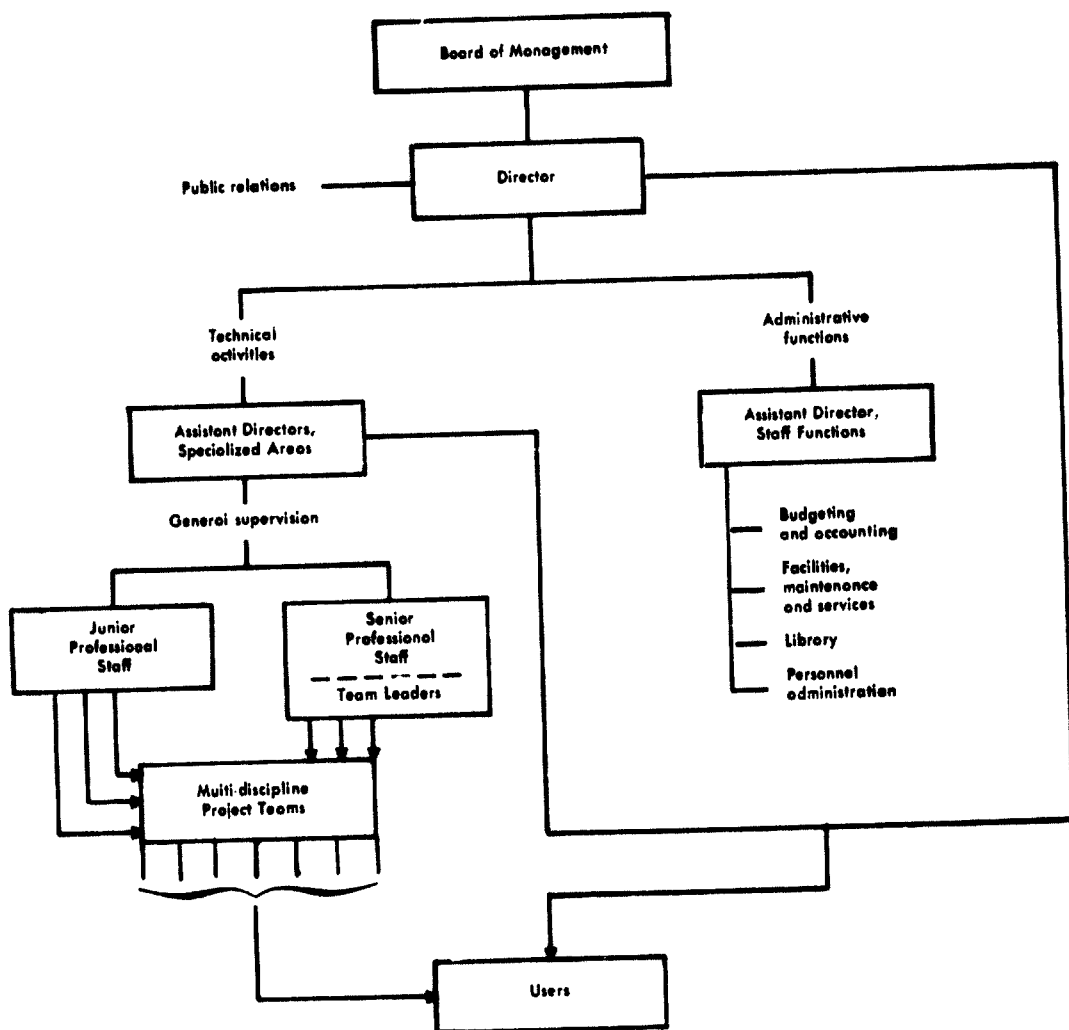 Board of Management
Director
Public relations
Technical
activities
Administrative
functions
Assistant Directors,
Specialized Areas
Assistant Director,
Staff Functions
General supervision
Budgeting
and accounting
Facilities,
maintenance
and services
Library
Personnel
administration
Junior
Professional
Staff
Senior
Professional
Staff
Team Leaders
Multi-discipline
Project Teams
Users